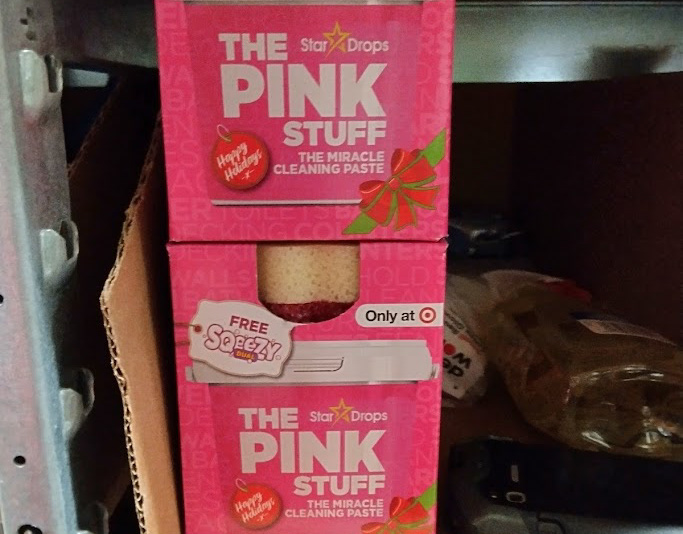 THE
Star Drops
PINK
STUFF
THE MIRACLE
CLEANING PASTE
Happy
Holidays
Only at
FREE
SQEEZY
DUAL
THE
Star Drops
PINK
STUFF
THE MIRACLE
CLEANING PASTE
Happy
Holidays